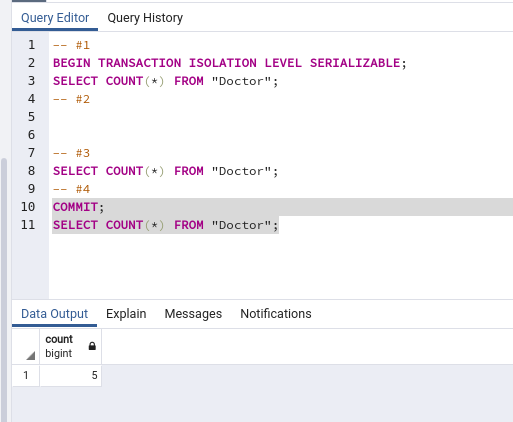 Query Editor Query History
1 -- #1
2 BEGIN TRANSACTION ISOLATION LEVEL SERIALIZABLE;
3 SELECT COUNT(*) FROM "Doctor";
4 -- #2
5
6
7 -- #3
8 SELECT COUNT(*) FROM "Doctor";
9 -- #4
10 COMMIT;
11 SELECT COUNT(*) FROM "Doctor";
Data Output Explain Messages Notifications
count
bigint
1 5